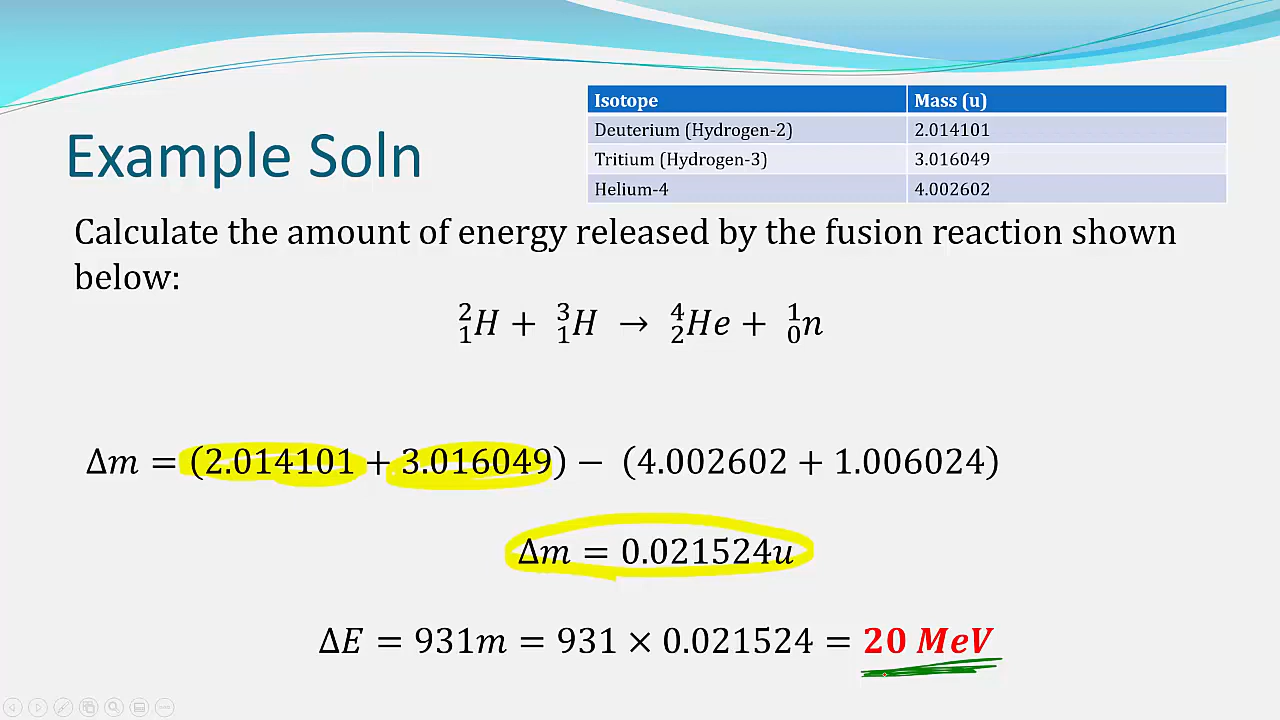 Isotope Mass (u)
Deuterium (Hydrogen-2) 2.014101
Tritium (Hydrogen-3) 3.016049
Helium-4 4.002602
Example Soln
Calculate the amount of energy released by the fusion reaction shown
below:
²₁H + ³₁H → ⁴₂He + ¹₀n
Δm = (2.014101 + 3.016049) − (4.002602 + 1.006024)
Δm = 0.021524u
ΔE = 931m = 931 × 0.021524 = 20 MeV